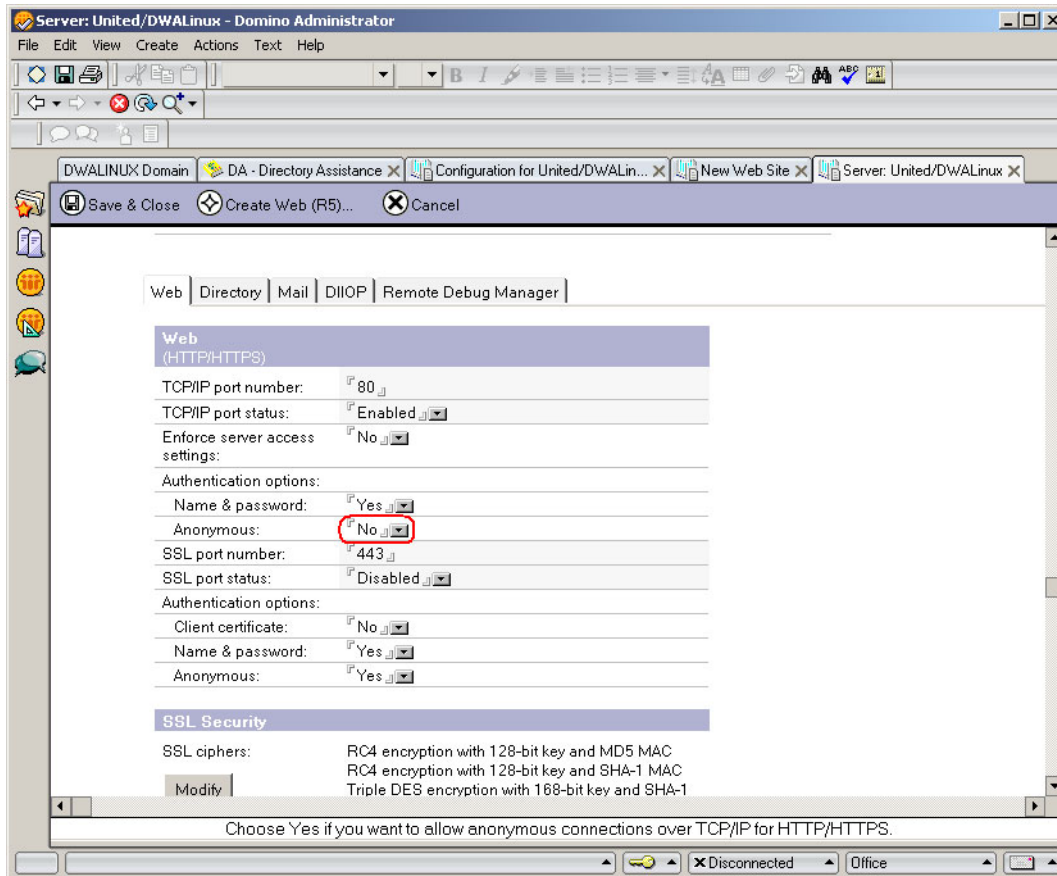 Server: United/DWALinux - Domino Administrator
File Edit View Create Actions Text Help
DWALINUX Domain DA - Directory Assistance Configuration for United/DWALin... New Web Site Server: United/DWALinux
Save & Close Create Web (R5)... Cancel
Web Directory Mail DIIOP Remote Debug Manager
Web
(HTTP/HTTPS)
TCP/IP port number: 80
TCP/IP port status: Enabled
Enforce server access No
settings:
Authentication options:
Name & password: Yes
Anonymous: No
SSL port number: 443
SSL port status: Disabled
Authentication options:
Client certificate: No
Name & password: Yes
Anonymous: Yes
SSL Security
SSL ciphers: RC4 encryption with 128-bit key and MD5 MAC
RC4 encryption with 128-bit key and SHA-1 MAC
Modify Triple DES encryption with 168-bit key and SHA-1
Choose Yes if you want to allow anonymous connections over TCP/IP for HTTP/HTTPS.
Disconnected Office